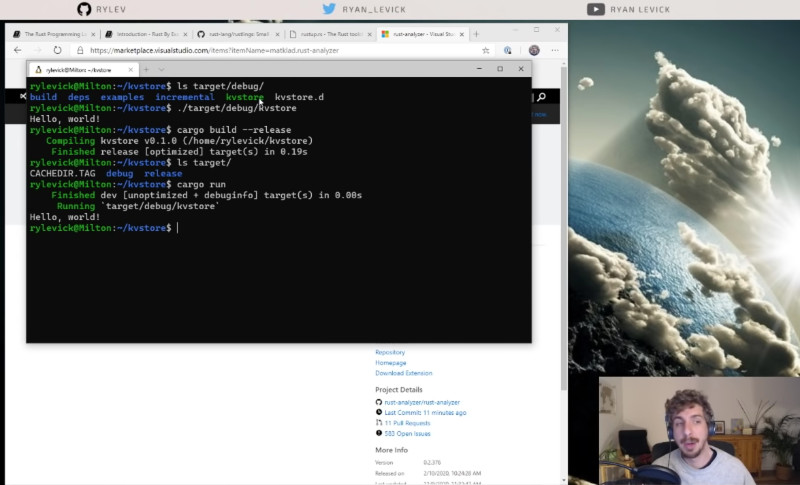 RYLEV
RYAN_LEVICK
RYAN LEVICK
The Rust Programming L
Introduction - Rust By Ex
rust-lang/rustlings: Small
rustup.rs - The Rust toolc
rust-analyzer - Visual Stu
https://marketplace.visualstudio.com/items?itemName=matklad.rust-analyzer
rylevick@Milton: ~/kvstore
rylevick@Milton:~/kvstore$ ls target/debug/
build deps examples incremental kvstore kvstore.d
rylevick@Milton:~/kvstore$ ./target/debug/kvstore
Hello, world!
rylevick@Milton:~/kvstore$ cargo build --release
Compiling kvstore v0.1.0 (/home/rylevick/kvstore)
Finished release [optimized] target(s) in 0.19s
rylevick@Milton:~/kvstore$ ls target/
CACHEDIR.TAG debug release
rylevick@Milton:~/kvstore$ cargo run
Finished dev [unoptimized + debuginfo] target(s) in 0.00s
Running `target/debug/kvstore`
Hello, world!
rylevick@Milton:~/kvstore$
Repository
Homepage
Download Extension
Project Details
rust-analyzer/rust-analyzer
Last Commit: 11 minutes ago
11 Pull Requests
583 Open Issues
More Info
Version 0.2.376
Released on 2/10/2020, 10:24:28 AM